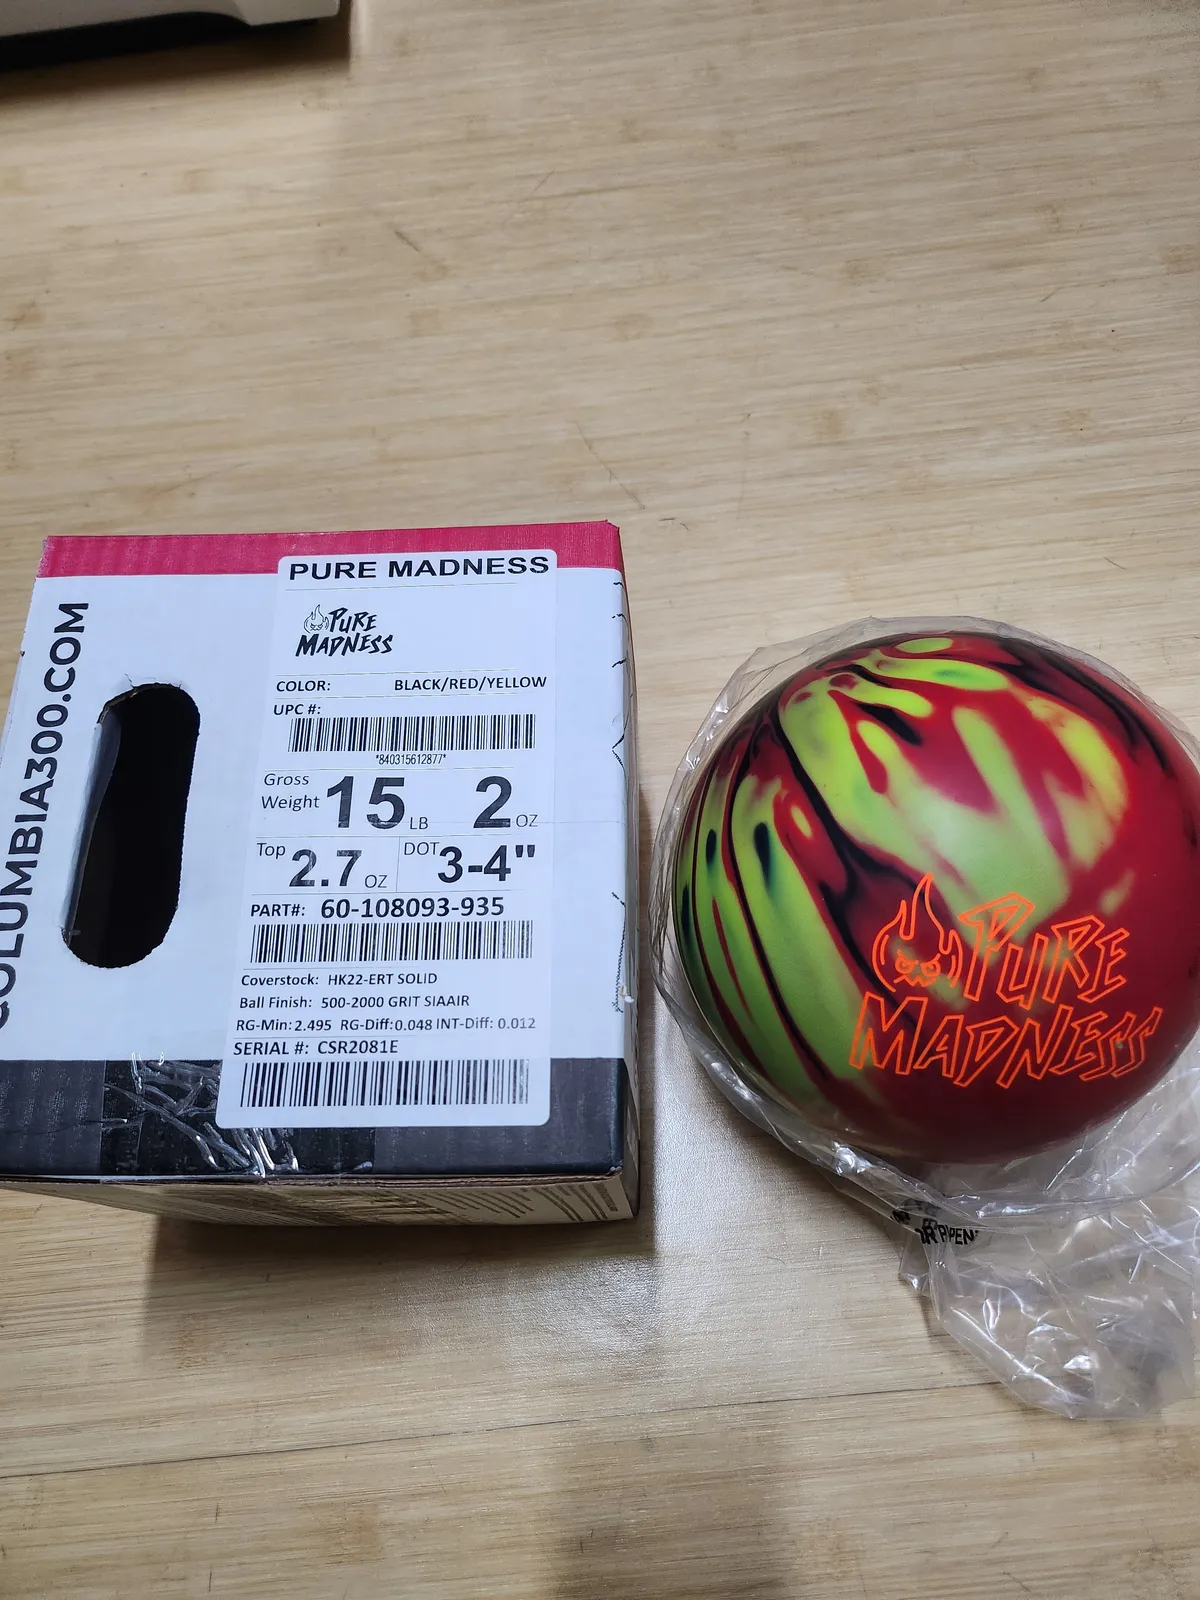 COLUMBIA300.COM
PURE MADNESS
PURE
MADNESS
COLOR: BLACK/RED/YELLOW
UPC #:
*840315612877*
Gross
Weight 15 LB 2 OZ
Top 2.7 OZ DOT 3-4"
PART#: 60-108093-935
Coverstock: HK22-ERT SOLID
Ball Finish: 500-2000 GRIT SIAAIR
RG-Min: 2.495 RG-Diff: 0.048 INT-Diff: 0.012
SERIAL #: CSR2081E
PURE
MADNESS